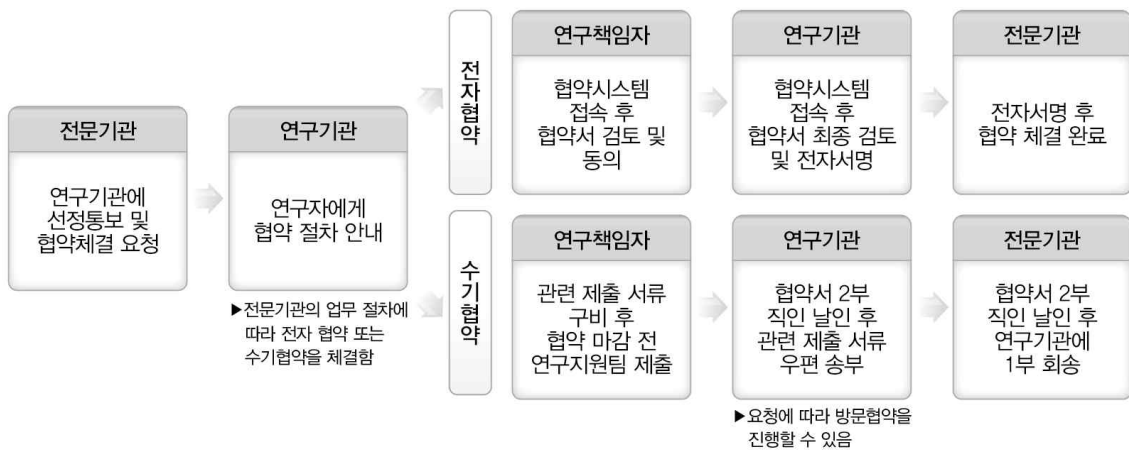 전문기관
연구기관에
선정통보 및
협약체결 요청
연구기관
연구자에게
협약 절차 안내
▶전문기관의 업무 절차에
따라 전자 협약 또는
수기협약을 체결함
전자협약
연구책임자
협약시스템
접속 후
협약서 검토 및
동의
연구기관
협약시스템
접속 후
협약서 최종 검토
및 전자서명
전문기관
전자서명 후
협약 체결 완료
수기협약
연구책임자
관련 제출 서류
구비 후
협약 마감 전
연구지원팀 제출
연구기관
협약서 2부
직인 날인 후
관련 제출 서류
우편 송부
▶요청에 따라 방문협약을
진행할 수 있음
전문기관
협약서 2부
직인 날인 후
연구기관에
1부 회송